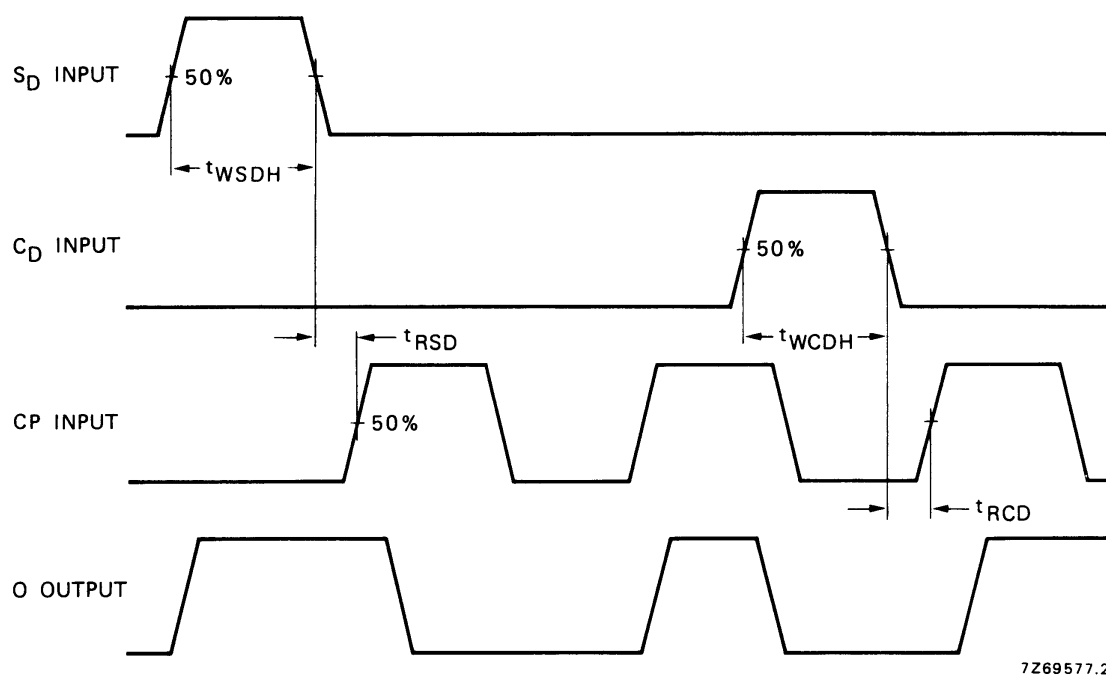 SD INPUT
50%
tWSDH
CD INPUT
50%
tWCDH
tRSD
CP INPUT
50%
tRCD
O OUTPUT
7Z69577.2